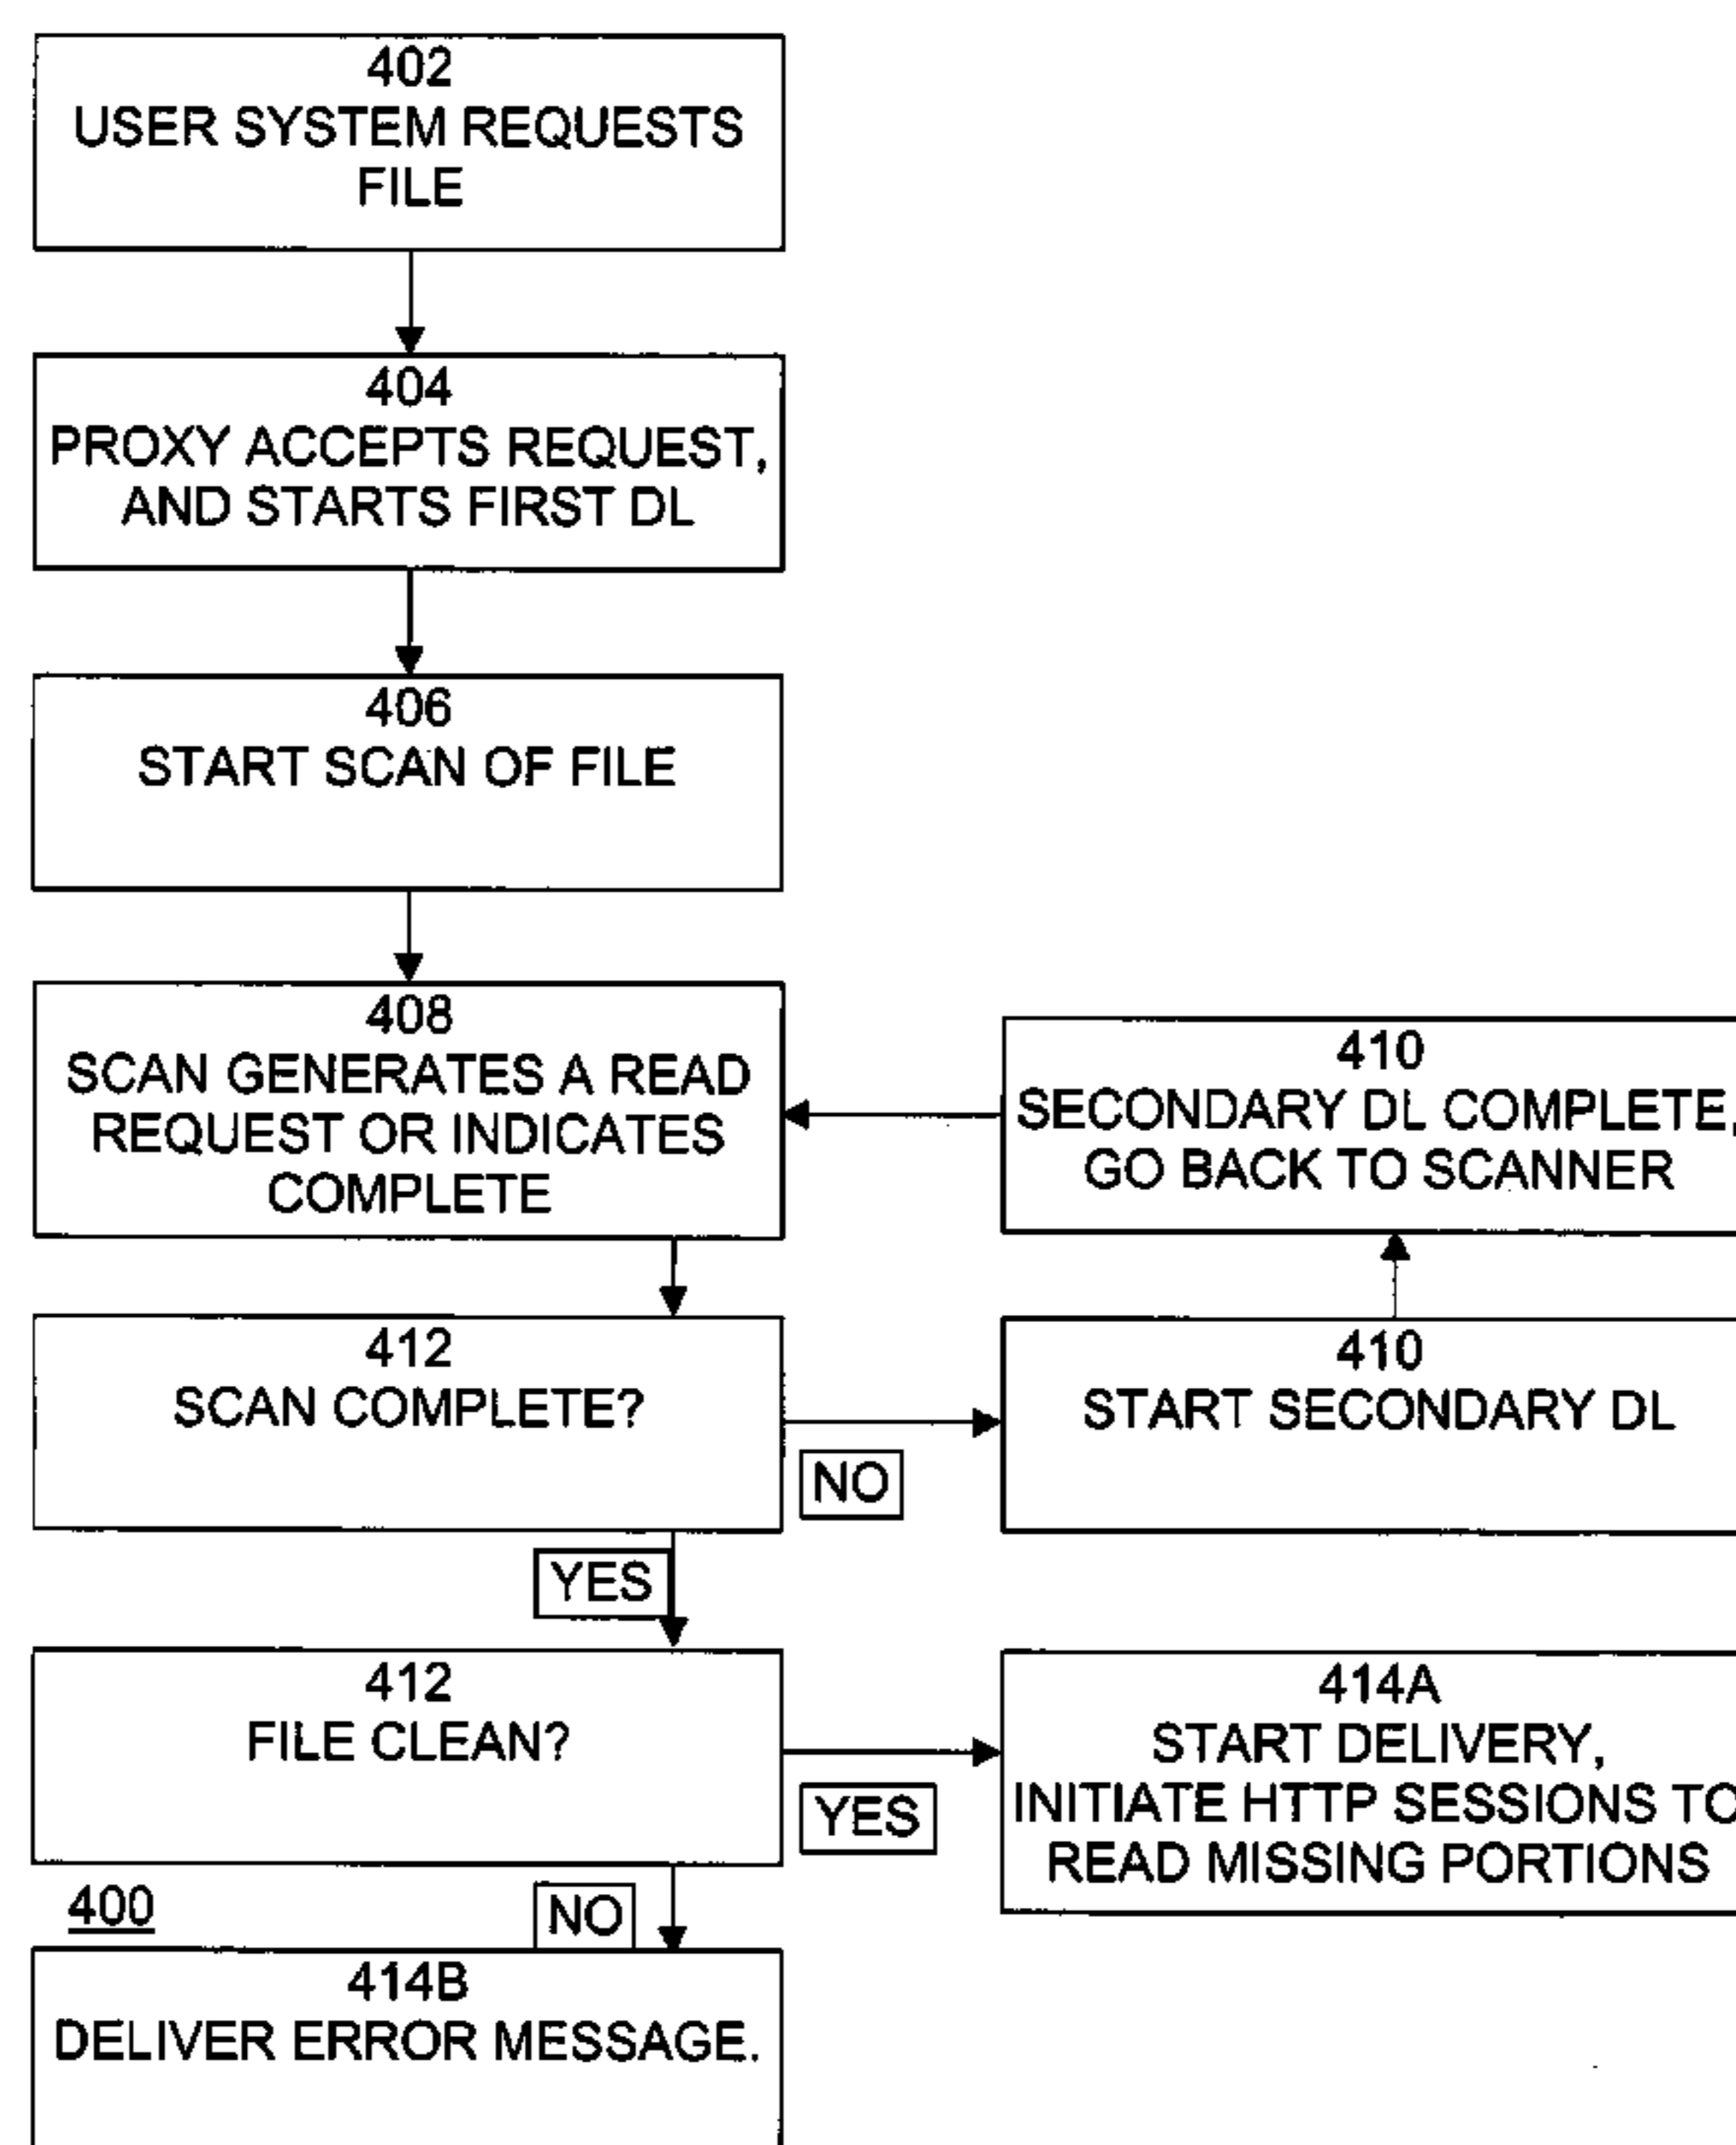 402
USER SYSTEM REQUESTS
FILE
404
PROXY ACCEPTS REQUEST,
AND STARTS FIRST DL
406
START SCAN OF FILE
408
SCAN GENERATES A READ
REQUEST OR INDICATES
COMPLETE
410
SECONDARY DL COMPLETE,
GO BACK TO SCANNER
412
SCAN COMPLETE?
410
START SECONDARY DL
NO
YES
412
FILE CLEAN?
414A
START DELIVERY,
INITIATE HTTP SESSIONS TO
READ MISSING PORTIONS
YES
400
NO
414B
DELIVER ERROR MESSAGE.